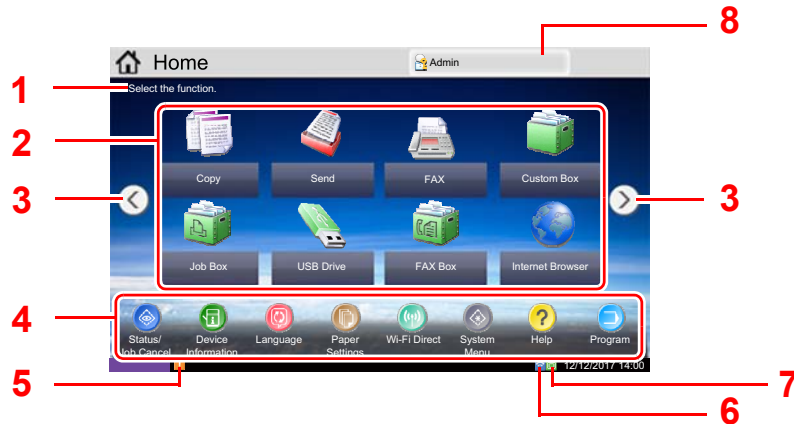 8
Home
Admin
1
Select the function.
2
Copy
Send
FAX
Custom Box
3
3
Job Box
USB Drive
FAX Box
Internet Browser
4
Status/
Job Cancel
Device
Information
Language
Paper
Settings
Wi-Fi Direct
System
Menu
Help
Program
12/12/2017 14:00
5
6
7